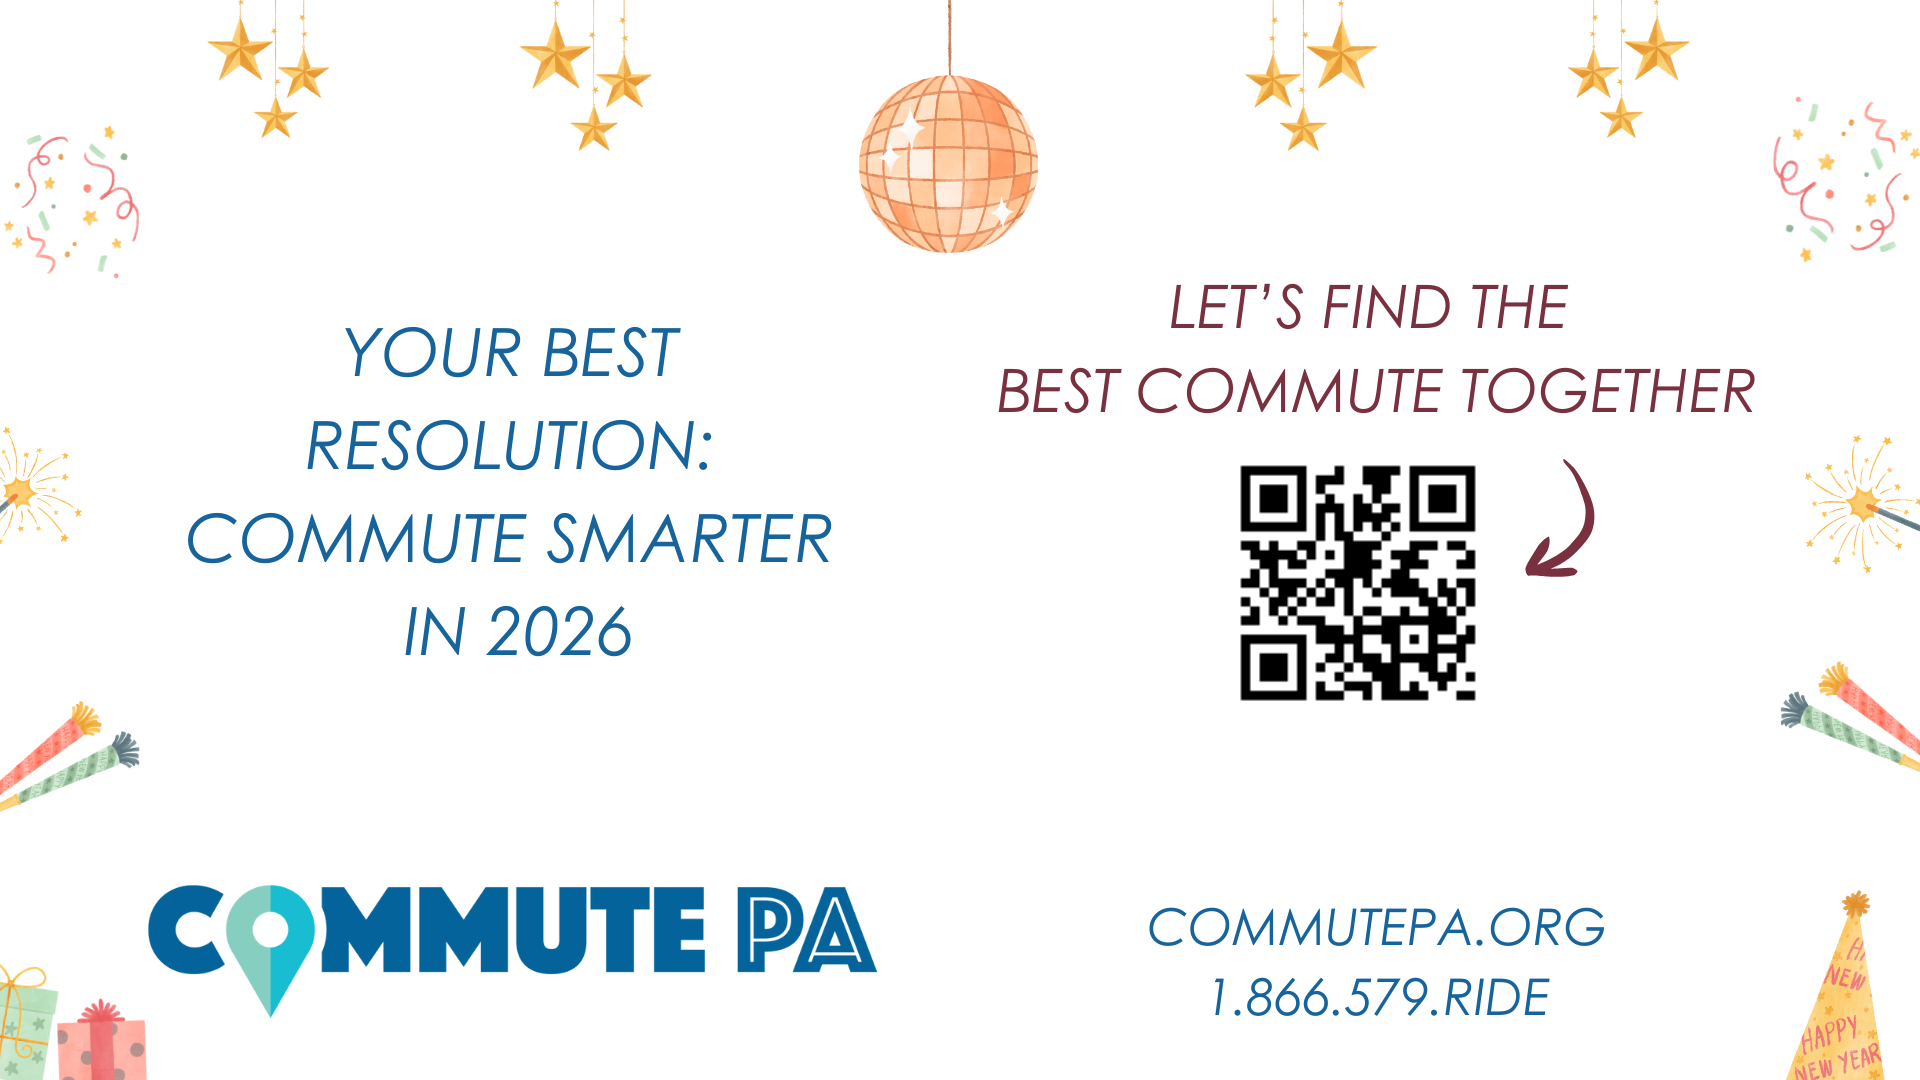 YOUR BEST
RESOLUTION:
COMMUTE SMARTER
IN 2026
LET’S FIND THE
BEST COMMUTE TOGETHER
COMMUTE PA
COMMUTEPA.ORG
1.866.579.RIDE
NEW
HAPPY
NEW YEAR